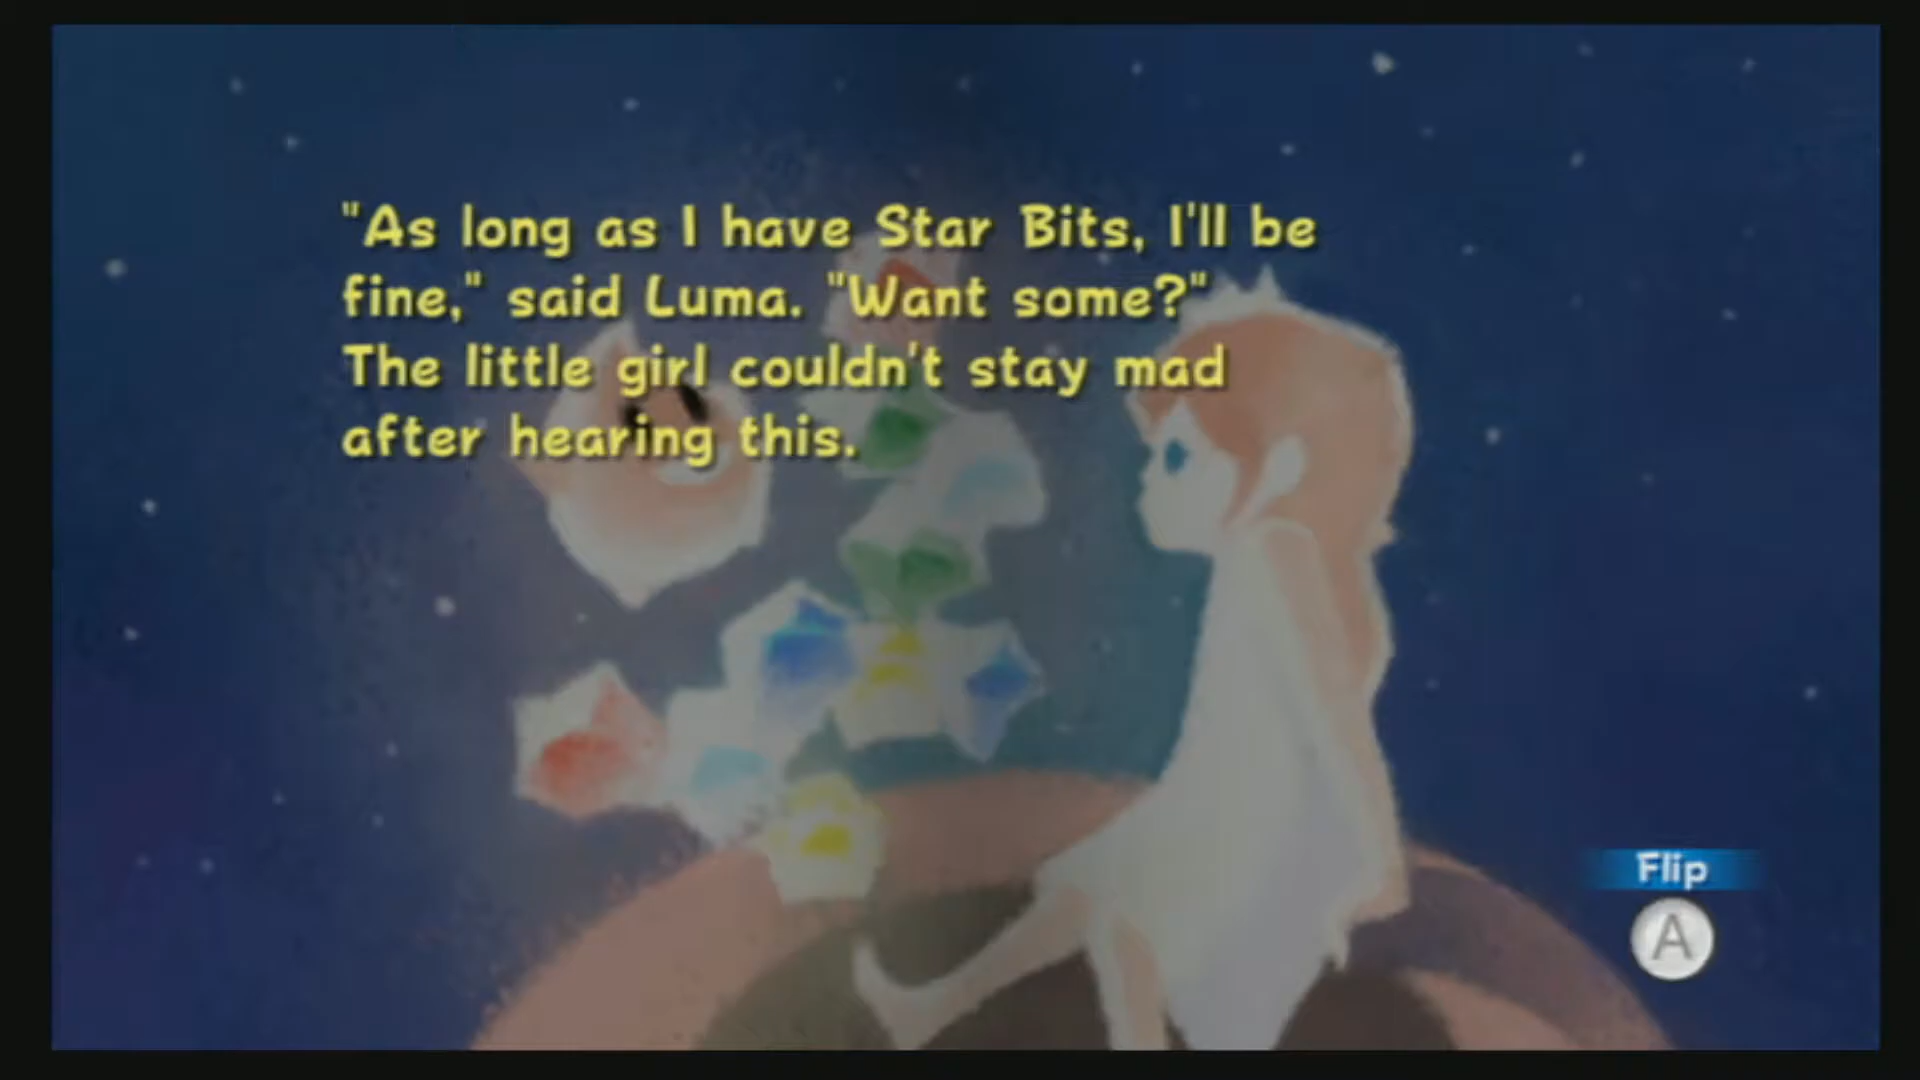 "As long as I have Star Bits, I'll be
fine," said Luma. "Want some?"
The little girl couldn't stay mad
after hearing this.
Flip
A